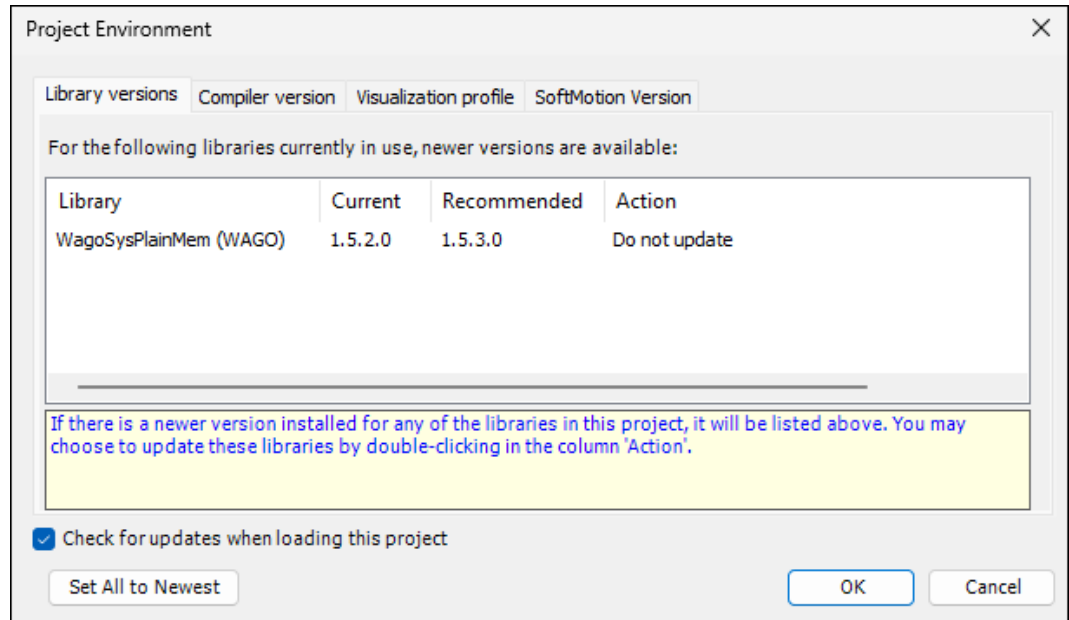 Project Environment
Library versions Compiler version Visualization profile SoftMotion Version
For the following libraries currently in use, newer versions are available:
Library Current Recommended Action
WagoSysPlainMem (WAGO) 1.5.2.0 1.5.3.0 Do not update
If there is a newer version installed for any of the libraries in this project, it will be listed above. You may
choose to update these libraries by double-clicking in the column 'Action'.
Check for updates when loading this project
Set All to Newest OK Cancel